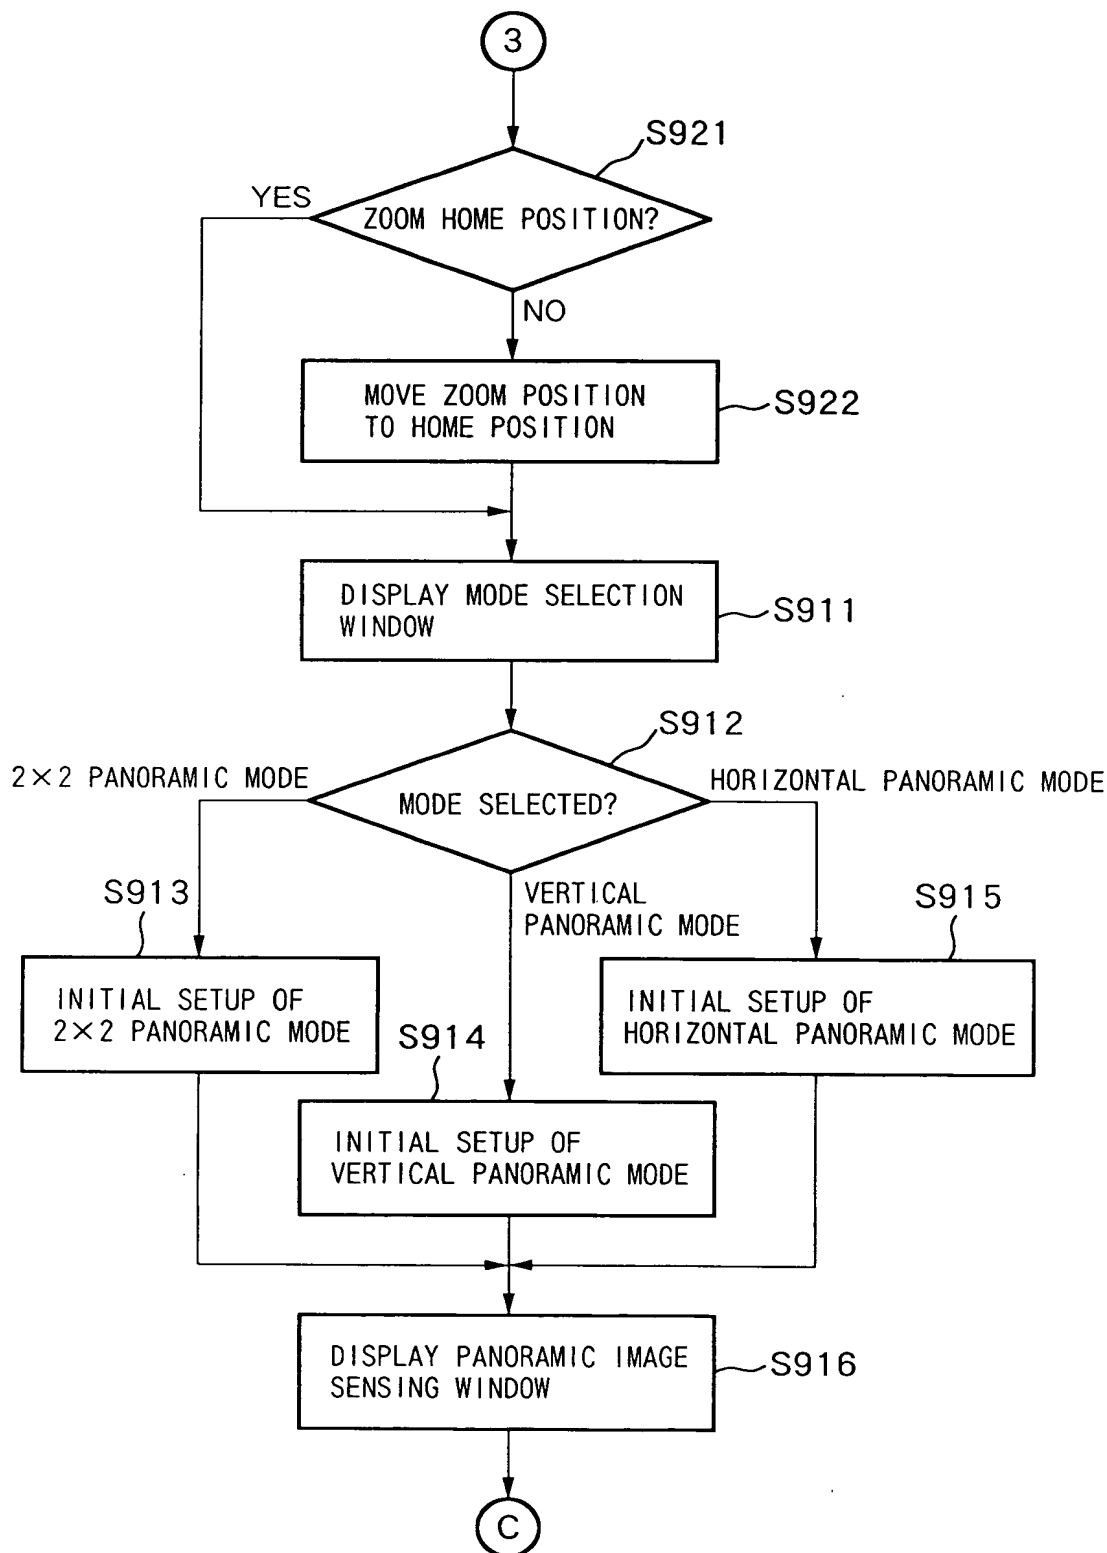 3
S921
YES
ZOOM HOME POSITION?
NO
MOVE ZOOM POSITION
TO HOME POSITION
S922
DISPLAY MODE SELECTION
WINDOW
S911
S912
2×2 PANORAMIC MODE
HORIZONTAL PANORAMIC MODE
MODE SELECTED?
S913
VERTICAL
PANORAMIC MODE
S915
INITIAL SETUP OF
2×2 PANORAMIC MODE
INITIAL SETUP OF
HORIZONTAL PANORAMIC MODE
S914
INITIAL SETUP OF
VERTICAL PANORAMIC MODE
DISPLAY PANORAMIC IMAGE
SENSING WINDOW
S916
C